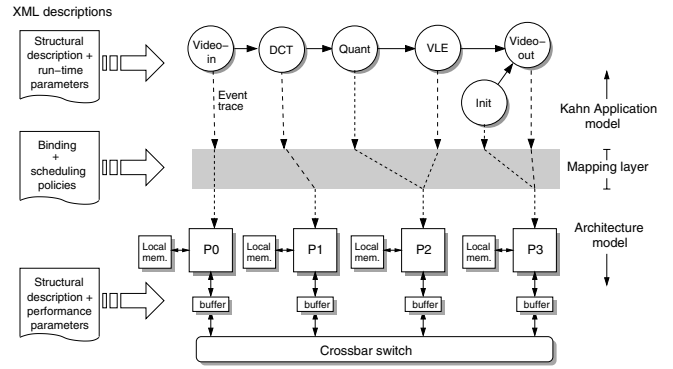 XML descriptions
Structural
description +
run−time
parameters
Video−
in
DCT
Quant
VLE
Video−
out
Init
Event
trace
Kahn Application
model
Binding
+
scheduling
policies
Mapping layer
Architecture
model
Local
mem.
P0
Local
mem.
P1
Local
mem.
P2
Local
mem.
P3
Structural
description +
performance
parameters
buffer
buffer
buffer
buffer
Crossbar switch